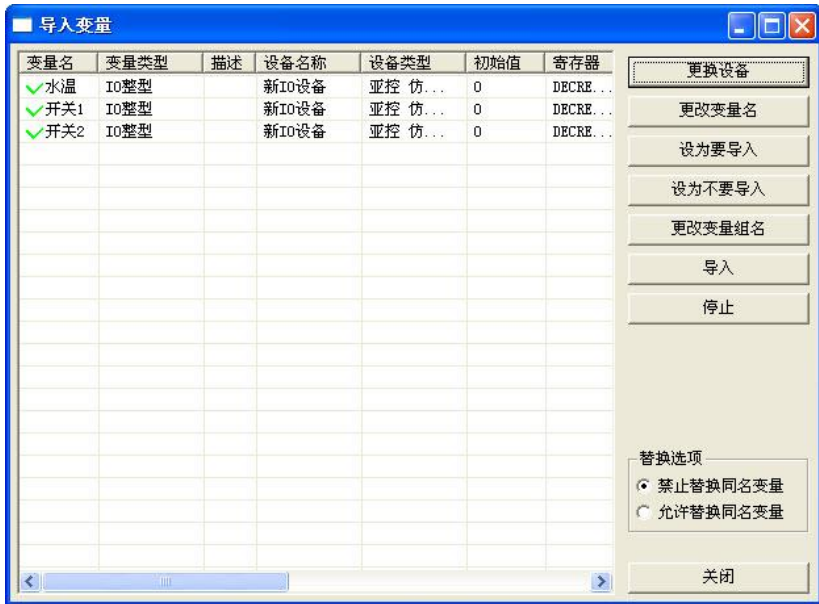 导入变量
变量名 变量类型 描述 设备名称 设备类型 初始值 寄存器
水温 IO整型 新IO设备 亚控 仿... 0 DECRE...
开关1 IO整型 新IO设备 亚控 仿... 0 DECRE...
开关2 IO整型 新IO设备 亚控 仿... 0 DECRE...
更换设备
更改变量名
设为要导入
设为不要导入
更改变量组名
导入
停止
替换选项
禁止替换同名变量
允许替换同名变量
关闭